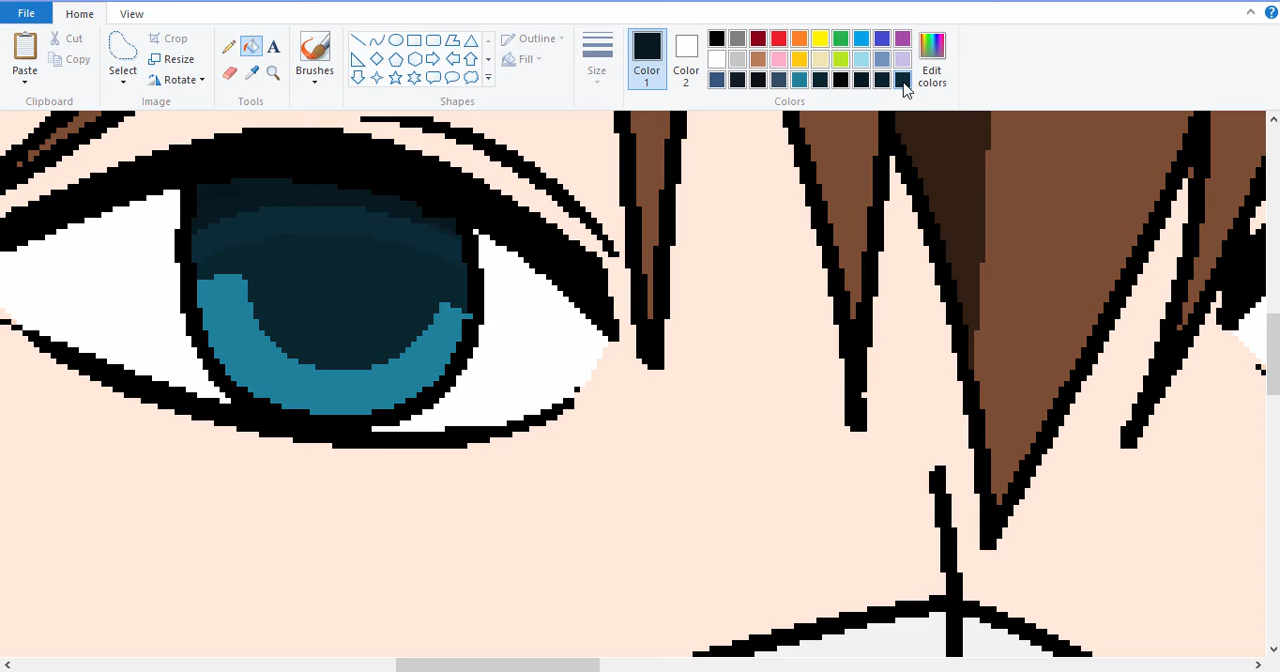 File Home View
Paste Cut Copy
Clipboard
Select Crop Resize Rotate
Image
A
Tools
Brushes
Outline Fill
Shapes
Size
Color 1
Color 2
Edit colors
Colors